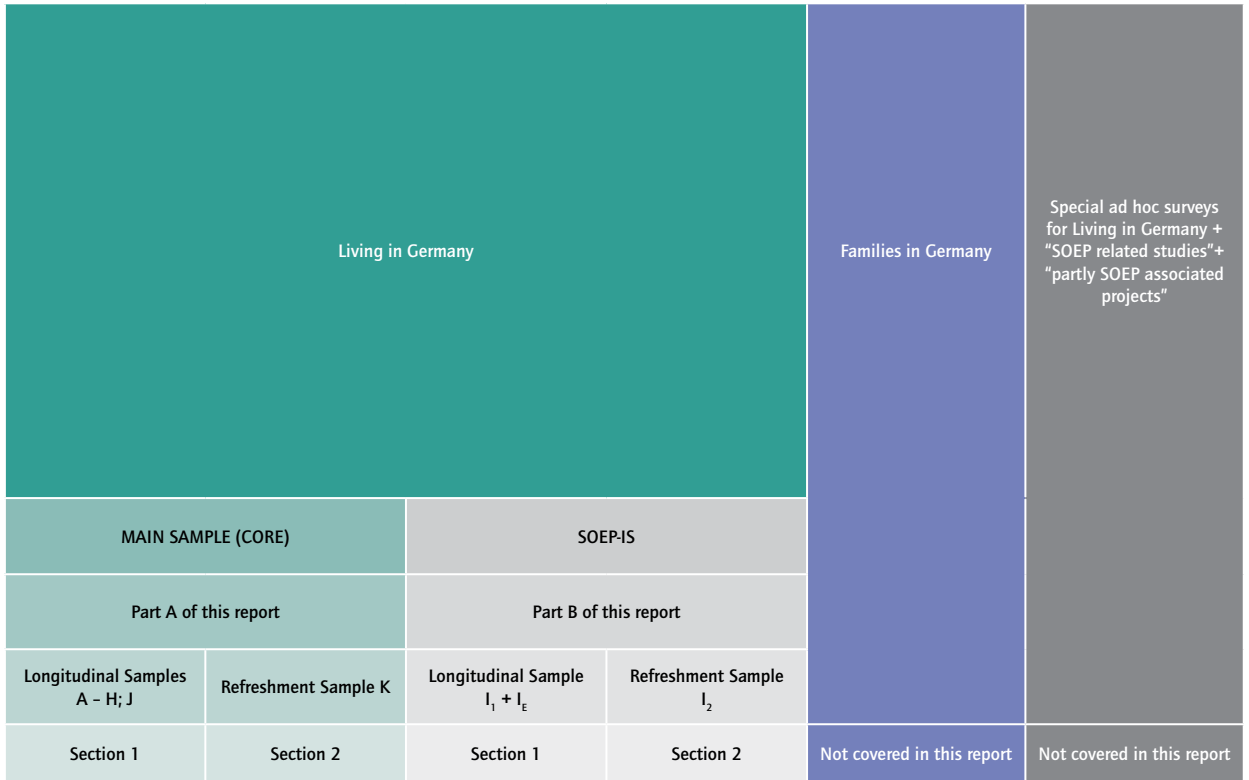 Living in Germany
Families in Germany
Special ad hoc surveys
for Living in Germany +
“SOEP related studies”+
“partly SOEP associated
projects”
MAIN SAMPLE (CORE)
SOEP-IS
Part A of this report
Part B of this report
Longitudinal Samples
A – H; J
Refreshment Sample K
Longitudinal Sample
I₁ + I_E
Refreshment Sample
I₂
Section 1
Section 2
Section 1
Section 2
Not covered in this report
Not covered in this report